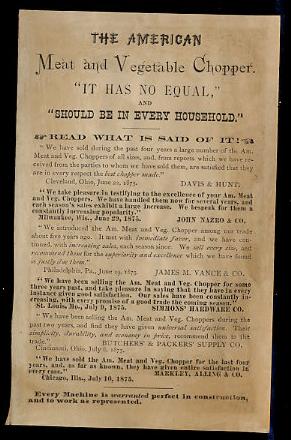 THE AMERICAN
Meat and Vegetable Chopper.
"IT HAS NO EQUAL,"
AND
"SHOULD BE IN EVERY HOUSEHOLD."
READ WHAT IS SAID OF IT!
"We have sold during the past four years a large number of the Am.
Meat and Veg. Choppers of all sizes, and, from reports which we have re-
ceived from the parties to whom we have sold them, are satisfied that they
are in every respect the best chopper made."
Cleveland, Ohio, June 22, 1875. DAVIS & HUNT.
"We take pleasure in testifying to the excellence of your Am. Meat
and Veg. Choppers. We have handled them now for several years, and
each season's sales exhibit a large increase. We bespeak for them a
constantly increasing popularity."
Milwaukee, Wis., June 29, 1875. JOHN NAZRO & CO.
"We introduced the Am. Meat and Veg. Chopper among our trade
about five years ago. It met with immediate favor, and we have con-
tinued, with increasing sales, each season since. We sell every size, and
recommend them for the superiority and excellence which we have found
so justly due them."
Philadelphia, Pa., June 19, 1875. JAMES M. VANCE & CO.
"We have been selling the Am. Meat and Veg. Chopper for some
three years past, and take pleasure in saying that they have in every
instance given good satisfaction. Our sales have been constantly in-
creasing, with every promise of a good trade the coming season."
St. Louis, Mo., July 9, 1875. SIMMONS' HARDWARE CO.
"We have been selling the Am. Meat and Veg. Choppers during the
past two years, and find they have given universal satisfaction. Their
simplicity, durability, and economy in price, recommend them to the
trade." BUTCHERS' & PACKERS' SUPPLY CO.
Cincinnati, Ohio, July 8, 1875.
"We have sold the Am. Meat and Veg. Chopper for the last four
years, and, as far as known, they have given entire satisfaction in
every case." MARKLEY, ALLING & CO.
Chicago, Ills., July 10, 1875.
Every Machine is warranted perfect in construction,
and to work as represented.